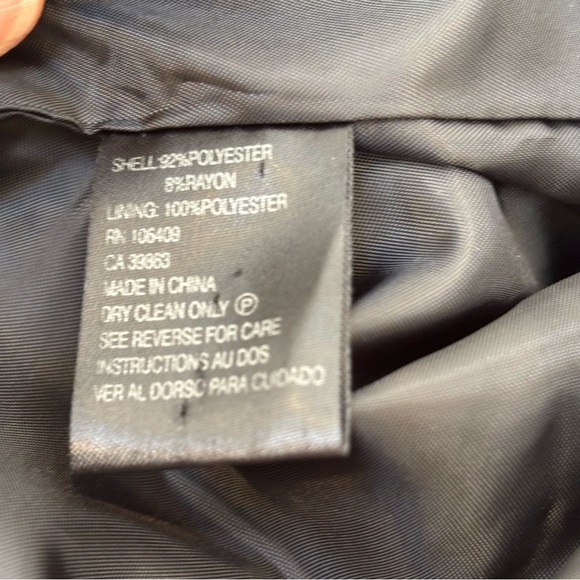 SHELL:92%POLYESTER
8%RAYON
LINING: 100%POLYESTER
RN 106409
CA 39863
MADE IN CHINA
DRY CLEAN ONLY Ⓟ
SEE REVERSE FOR CARE
INSTRUCTIONS AU DOS
VER AL DORSO PARA CUIDADO